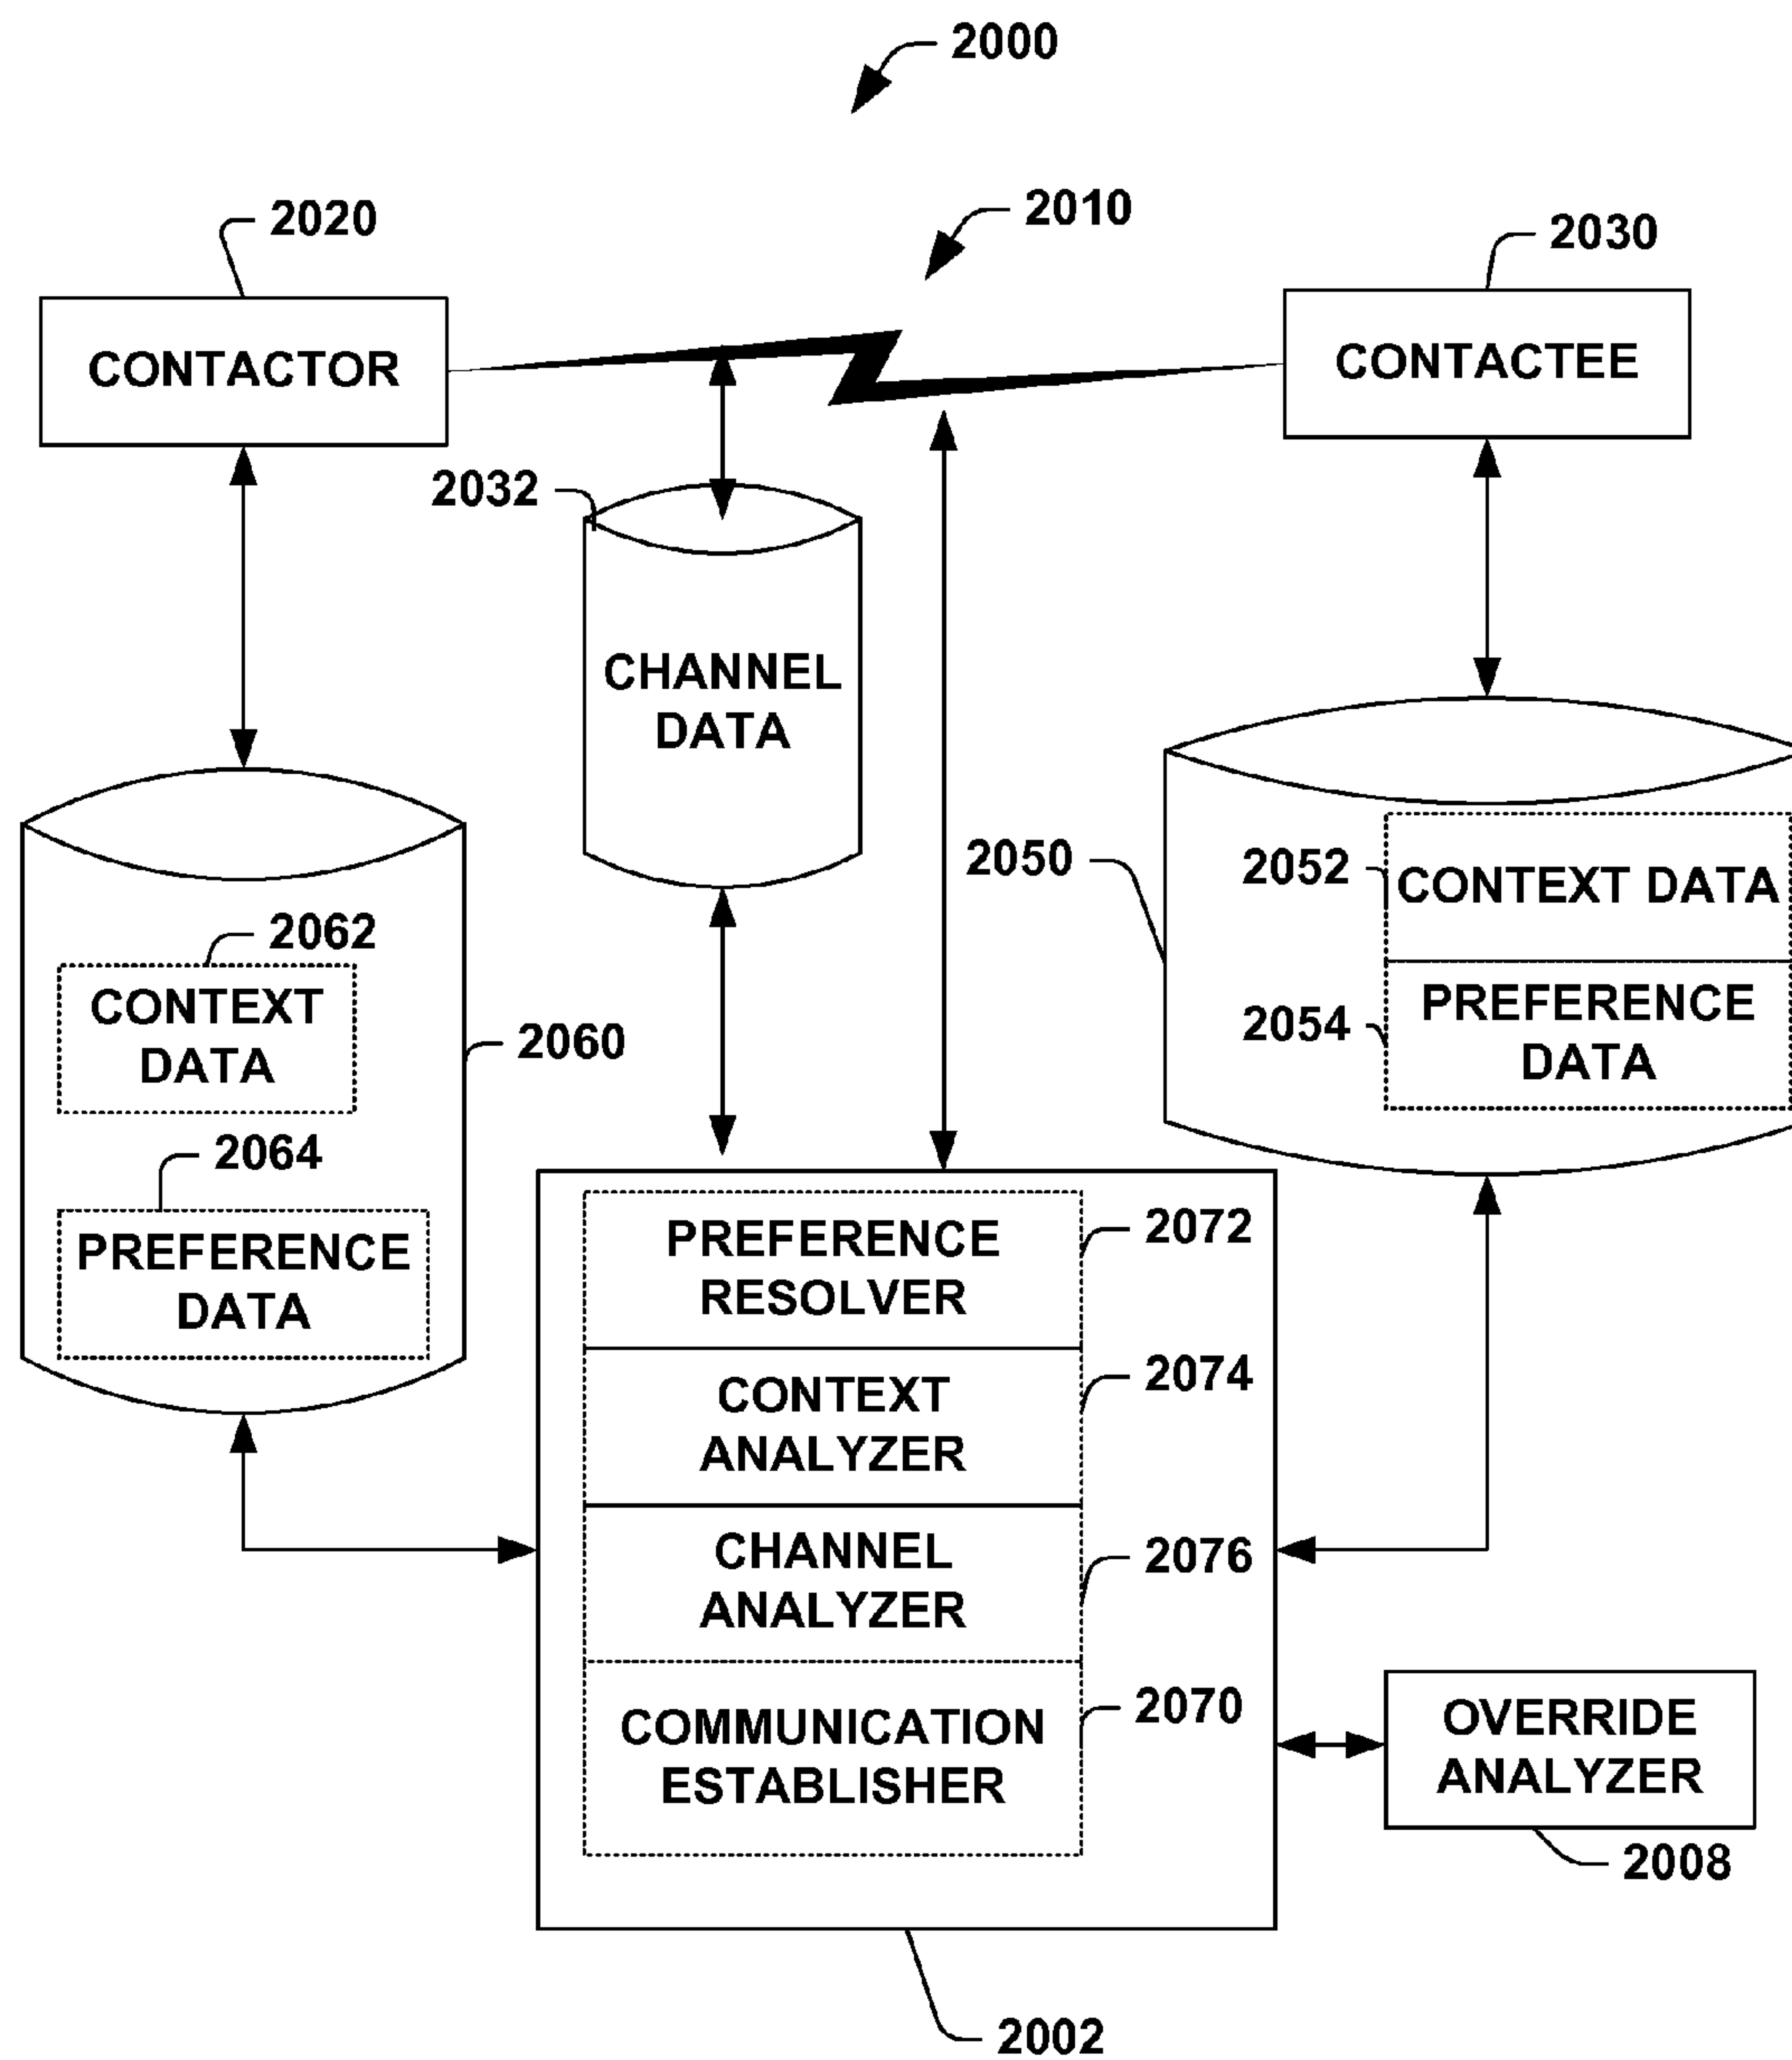 2000
2010
2020
2030
CONTACTOR
CONTACTEE
2032
CHANNEL
DATA
2050
2052
CONTEXT DATA
2054
PREFERENCE
DATA
2062
CONTEXT
DATA
2060
2064
PREFERENCE
DATA
PREFERENCE
RESOLVER
2072
CONTEXT
ANALYZER
2074
CHANNEL
ANALYZER
2076
COMMUNICATION
ESTABLISHER
2070
OVERRIDE
ANALYZER
2008
2002